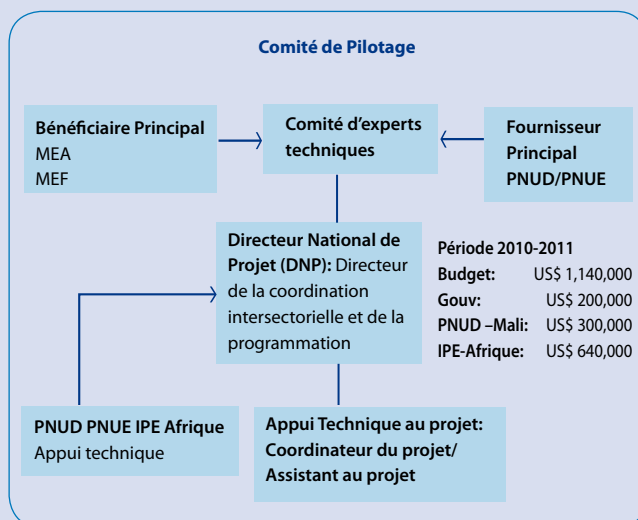 Comité de Pilotage
Bénéficiaire Principal
MEA
MEF
Comité d'experts
techniques
Fournisseur
Principal
PNUD/PNUE
Directeur National de
Projet (DNP): Directeur
de la coordination
intersectorielle et de la
programmation
Période 2010-2011
Budget: US$ 1,140,000
Gouv: US$ 200,000
PNUD –Mali: US$ 300,000
IPE-Afrique: US$ 640,000
PNUD PNUE IPE Afrique
Appui technique
Appui Technique au projet:
Coordinateur du projet/
Assistant au projet